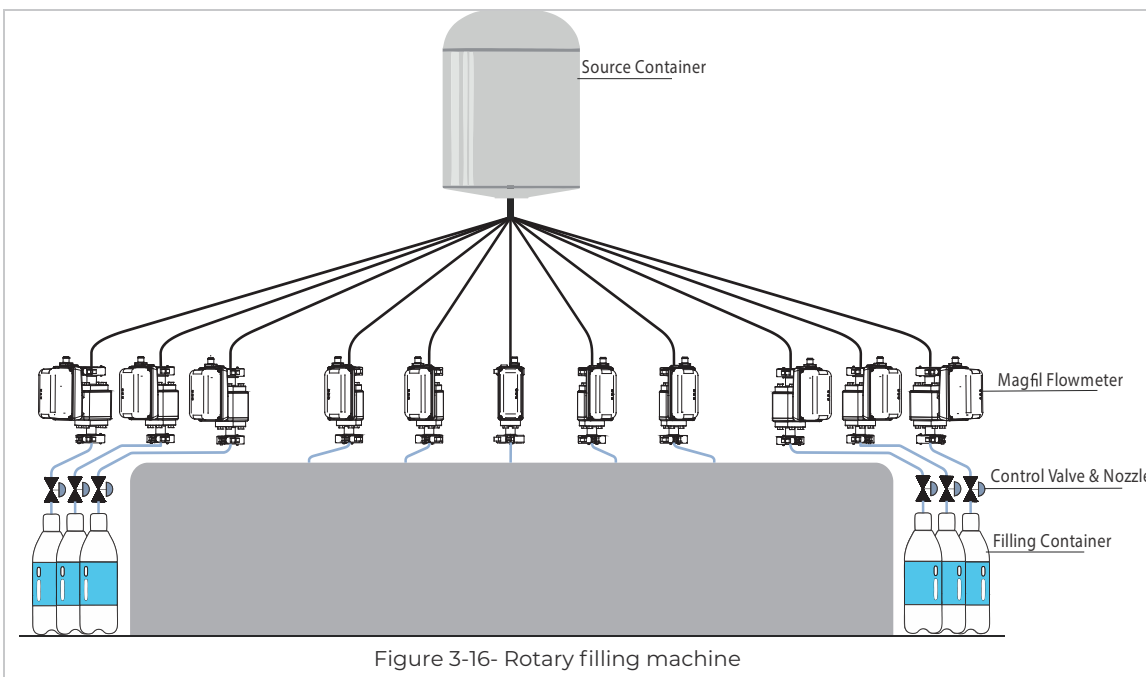 Source Container
Magfil Flowmeter
Control Valve & Nozzle
Filling Container
Figure 3-16- Rotary filling machine